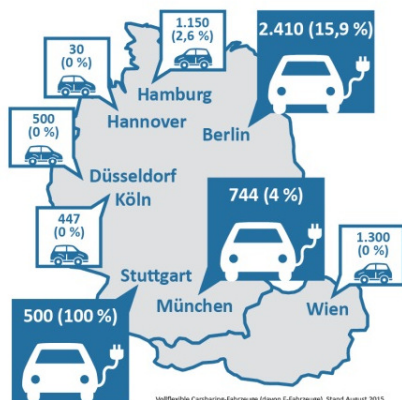 1.150
(2,6 %)
2.410 (15,9 %)
30
(0 %)
Hamburg
Hannover
Berlin
500
(0 %)
Düsseldorf
Köln
744 (4 %)
447
(0 %)
1.300
(0 %)
Stuttgart
München
Wien
500 (100 %)
Vollflexible Carsharing-Fahrzeuge (davon E-Fahrzeuge), Stand August 2015